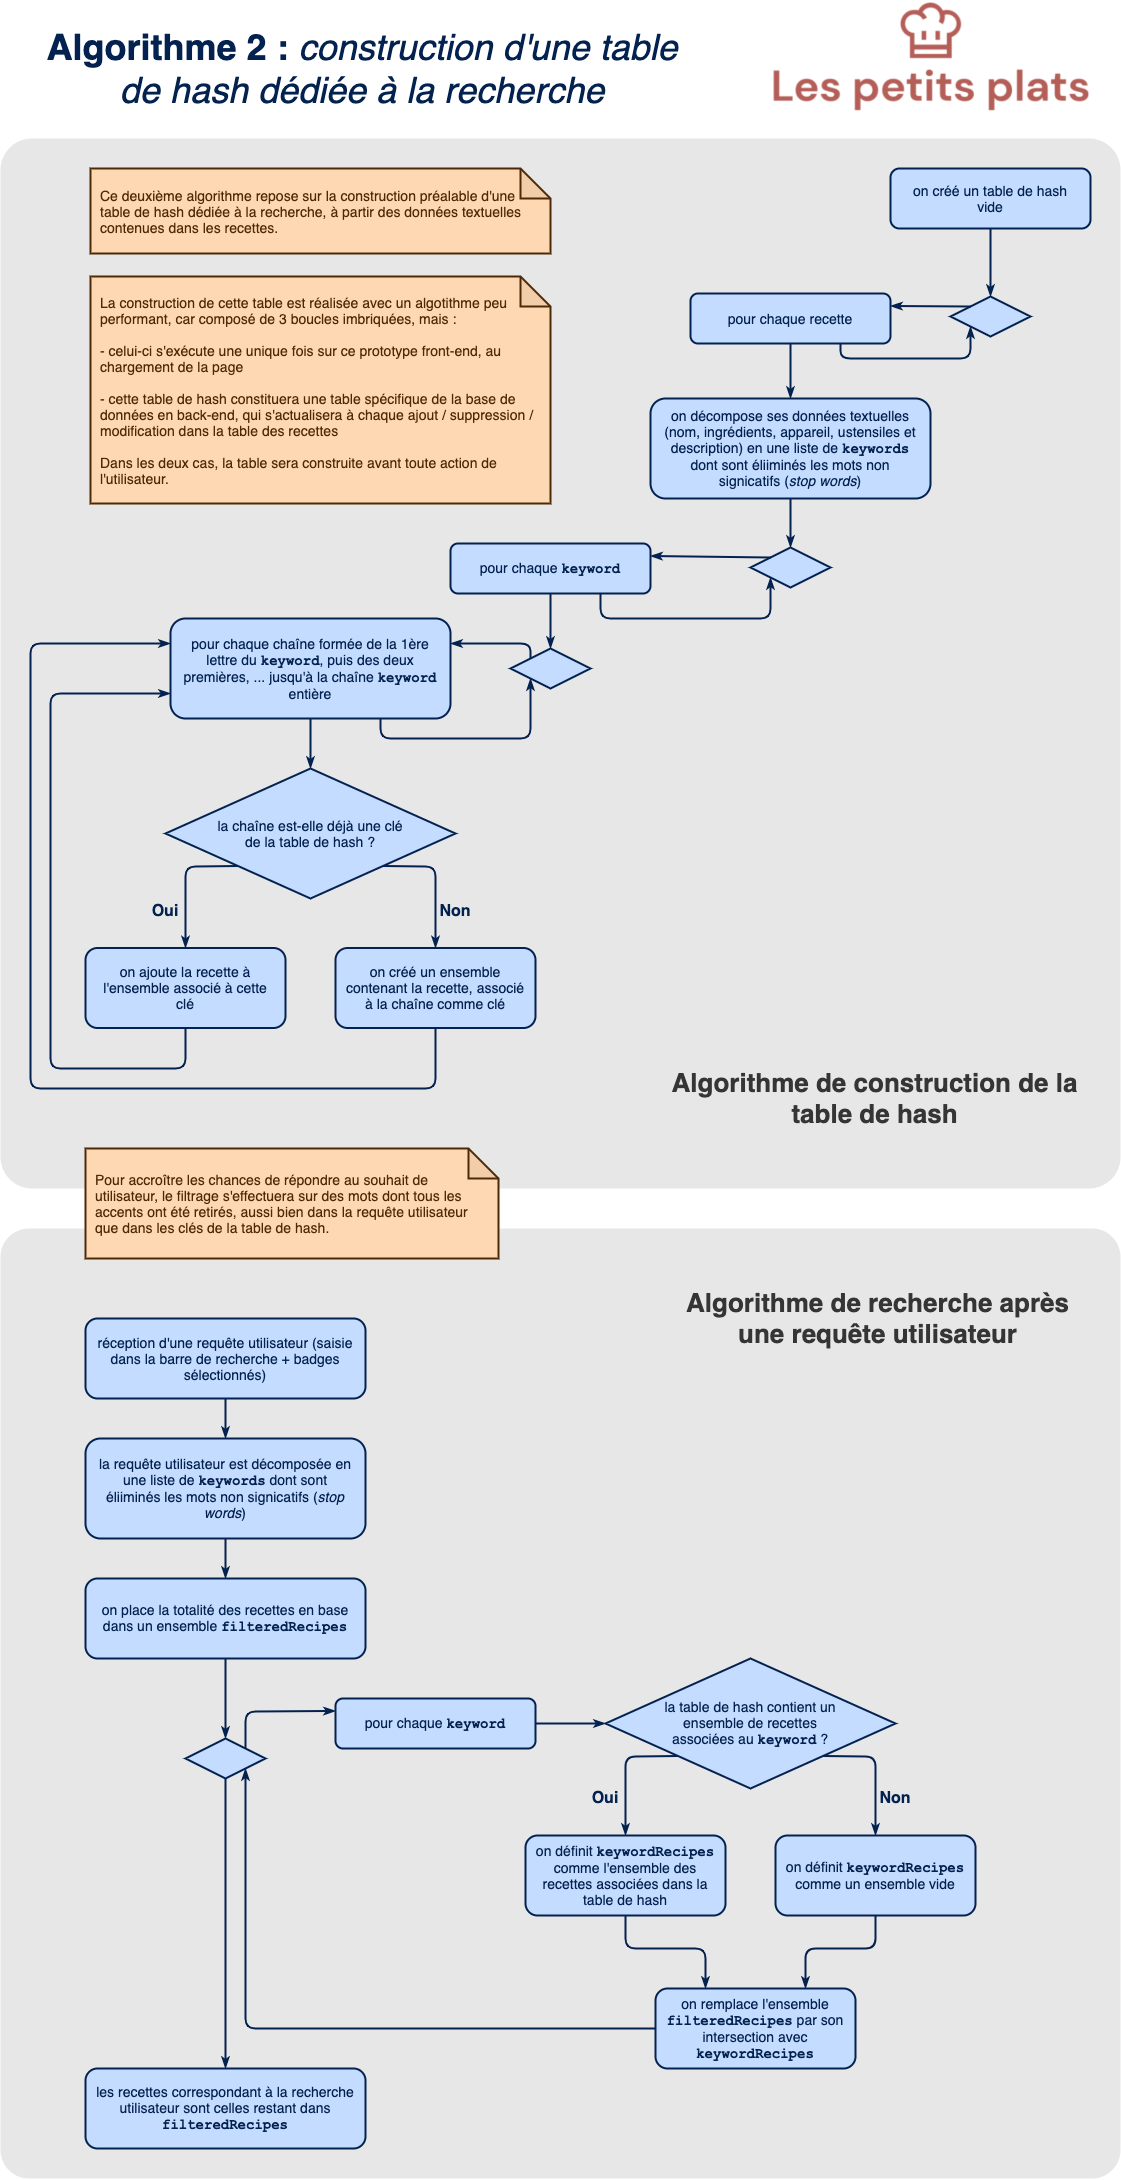 Algorithme 2 : construction d'une table
de hash dédiée à la recherche
Les petits plats
Ce deuxième algorithme repose sur la construction préalable d'une
table de hash dédiée à la recherche, à partir des données textuelles
contenues dans les recettes.
on créé un table de hash
vide
La construction de cette table est réalisée avec un algotithme peu
performant, car composé de 3 boucles imbriquées, mais :
- celui-ci s'exécute une unique fois sur ce prototype front-end, au
chargement de la page
- cette table de hash constituera une table spécifique de la base de
données en back-end, qui s'actualisera à chaque ajout / suppression /
modification dans la table des recettes
Dans les deux cas, la table sera construite avant toute action de
l'utilisateur.
pour chaque recette
on décompose ses données textuelles
(nom, ingrédients, appareil, ustensiles et
description) en une liste de keywords
dont sont éliiminés les mots non
signicatifs (stop words)
pour chaque keyword
pour chaque chaîne formée de la 1ère
lettre du keyword, puis des deux
premières, ... jusqu'à la chaîne keyword
entière
la chaîne est-elle déjà une clé
de la table de hash ?
Oui
Non
on ajoute la recette à
l'ensemble associé à cette
clé
on créé un ensemble
contenant la recette, associé
à la chaîne comme clé
Algorithme de construction de la
table de hash
Pour accroître les chances de répondre au souhait de
utilisateur, le filtrage s'effectuera sur des mots dont tous les
accents ont été retirés, aussi bien dans la requête utilisateur
que dans les clés de la table de hash.
Algorithme de recherche après
une requête utilisateur
réception d'une requête utilisateur (saisie
dans la barre de recherche + badges
sélectionnés)
la requête utilisateur est décomposée en
une liste de keywords dont sont
éliiminés les mots non signicatifs (stop
words)
on place la totalité des recettes en base
dans un ensemble filteredRecipes
pour chaque keyword
la table de hash contient un
ensemble de recettes
associées au keyword ?
Oui
Non
on définit keywordRecipes
comme l'ensemble des
recettes associées dans la
table de hash
on définit keywordRecipes
comme un ensemble vide
on remplace l'ensemble
filteredRecipes par son
intersection avec
keywordRecipes
les recettes correspondant à la recherche
utilisateur sont celles restant dans
filteredRecipes